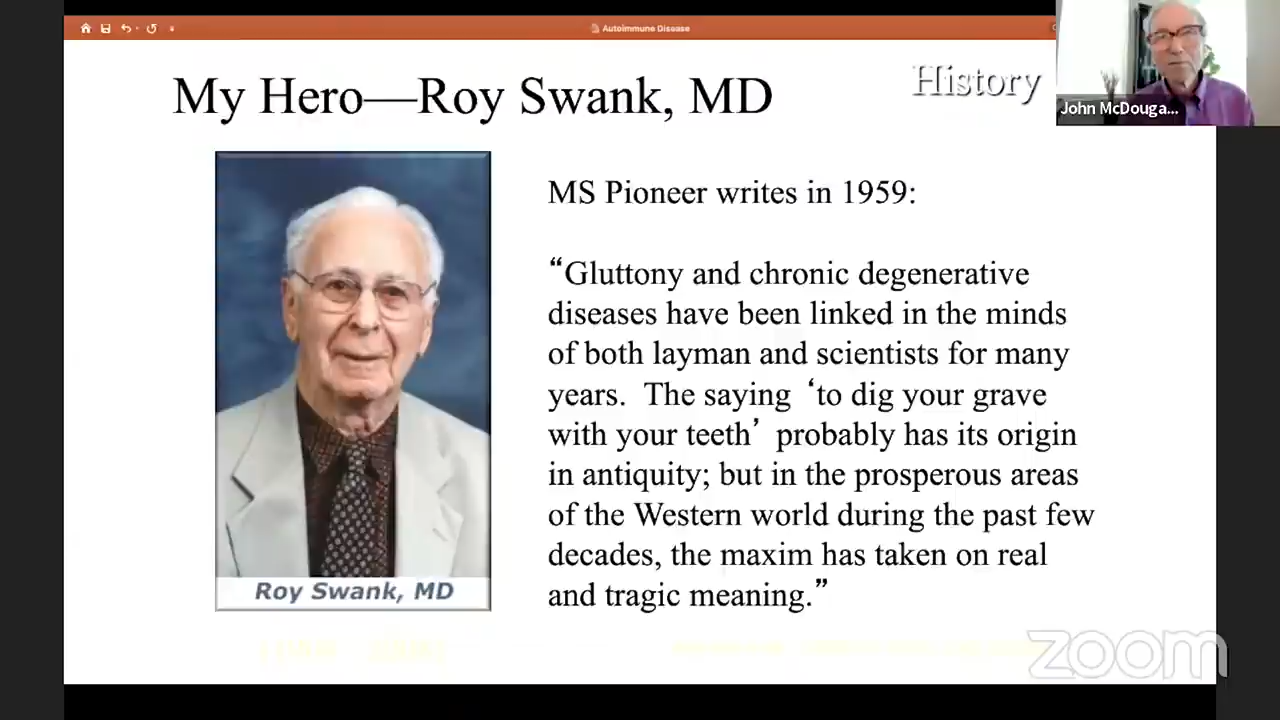 Autoimmune Disease
My Hero—Roy Swank, MD
History
John McDouga...
MS Pioneer writes in 1959:
“Gluttony and chronic degenerative
diseases have been linked in the minds
of both layman and scientists for many
years.  The saying ‘to dig your grave
with your teeth’ probably has its origin
in antiquity; but in the prosperous areas
of the Western world during the past few
decades, the maxim has taken on real
and tragic meaning.”
Roy Swank, MD
zoom